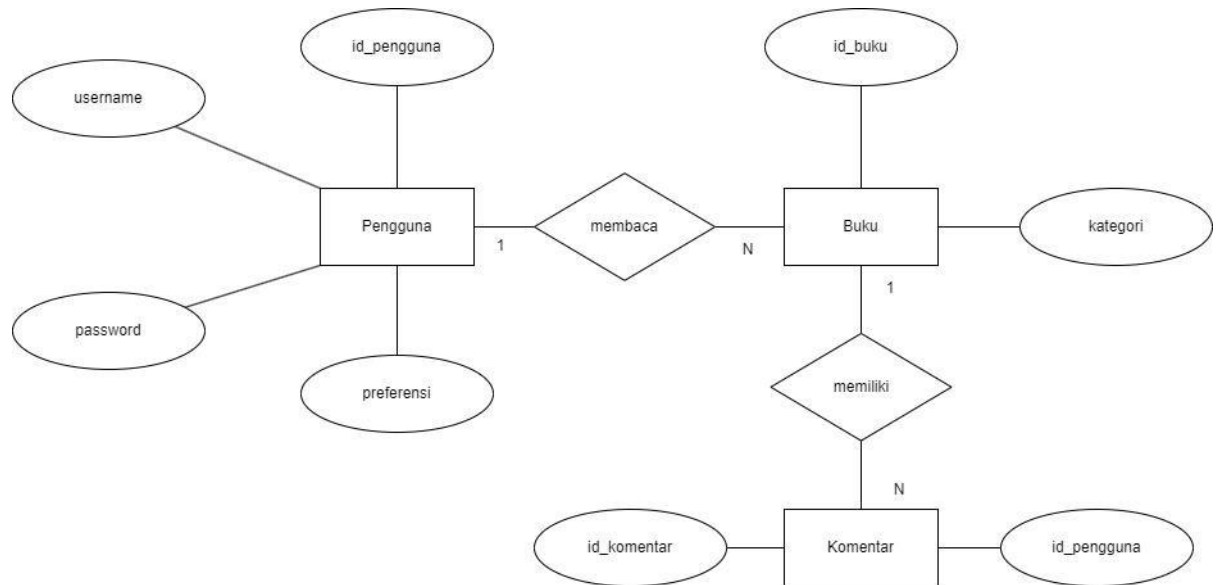 id_pengguna
id_buku
username
Pengguna
1
membaca
N
Buku
kategori
1
password
preferensi
memiliki
N
id_komentar
Komentar
id_pengguna